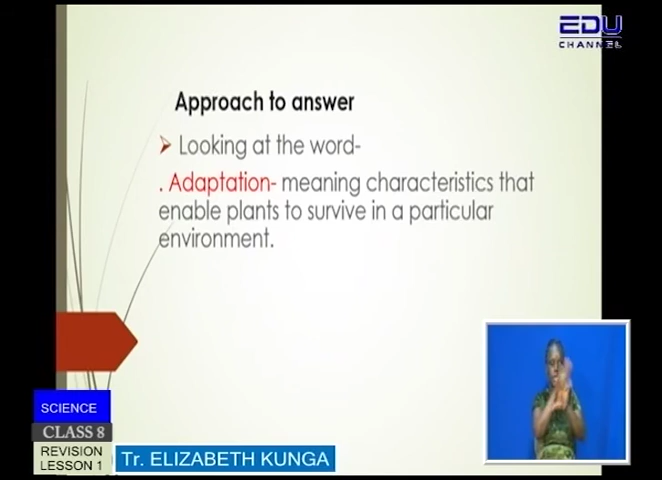 EDU
CHANNEL
Approach to answer
Looking at the word-
. Adaptation- meaning characteristics that
enable plants to survive in a particular
environment.
SCIENCE
CLASS 8
REVISION
LESSON 1
Tr. ELIZABETH KUNGA